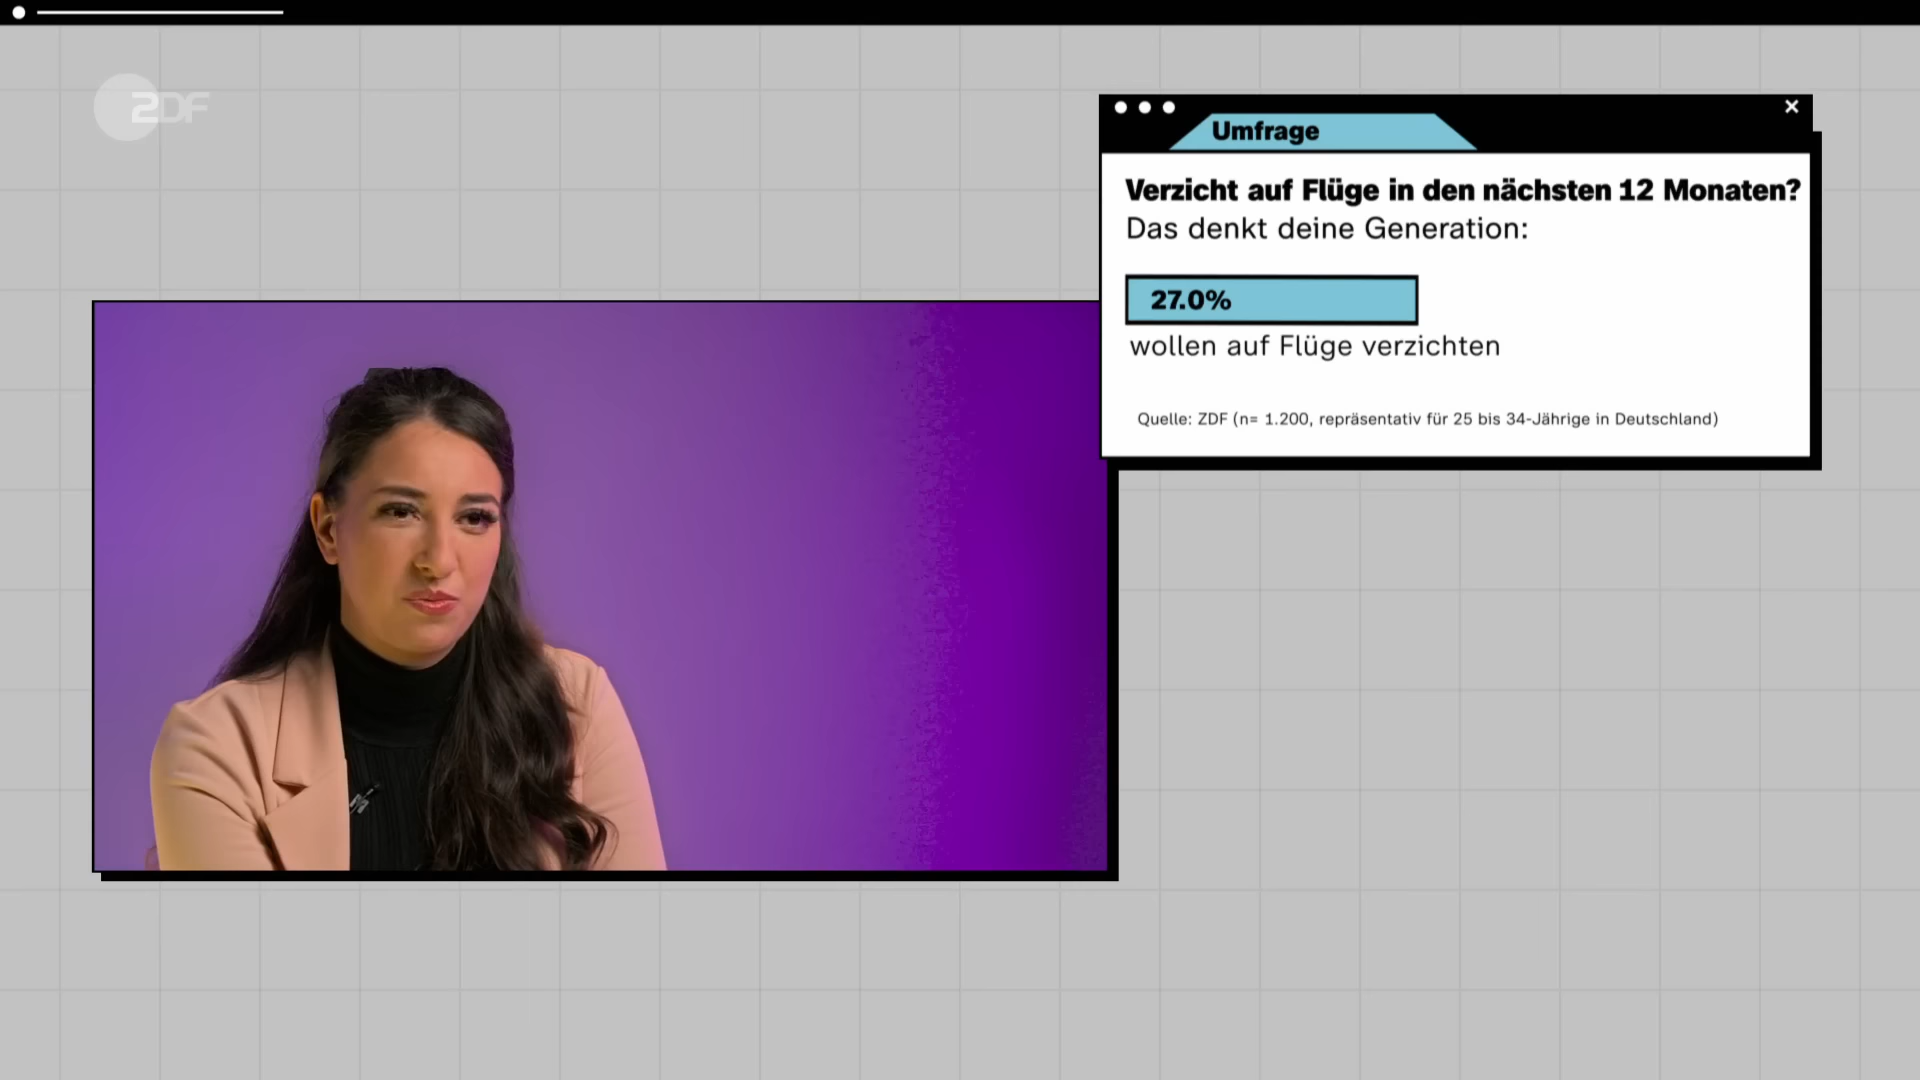 ZDF
Umfrage
Verzicht auf Flüge in den nächsten 12 Monaten?
Das denkt deine Generation:
27.0%
wollen auf Flüge verzichten
Quelle: ZDF (n= 1.200, repräsentativ für 25 bis 34-Jährige in Deutschland)